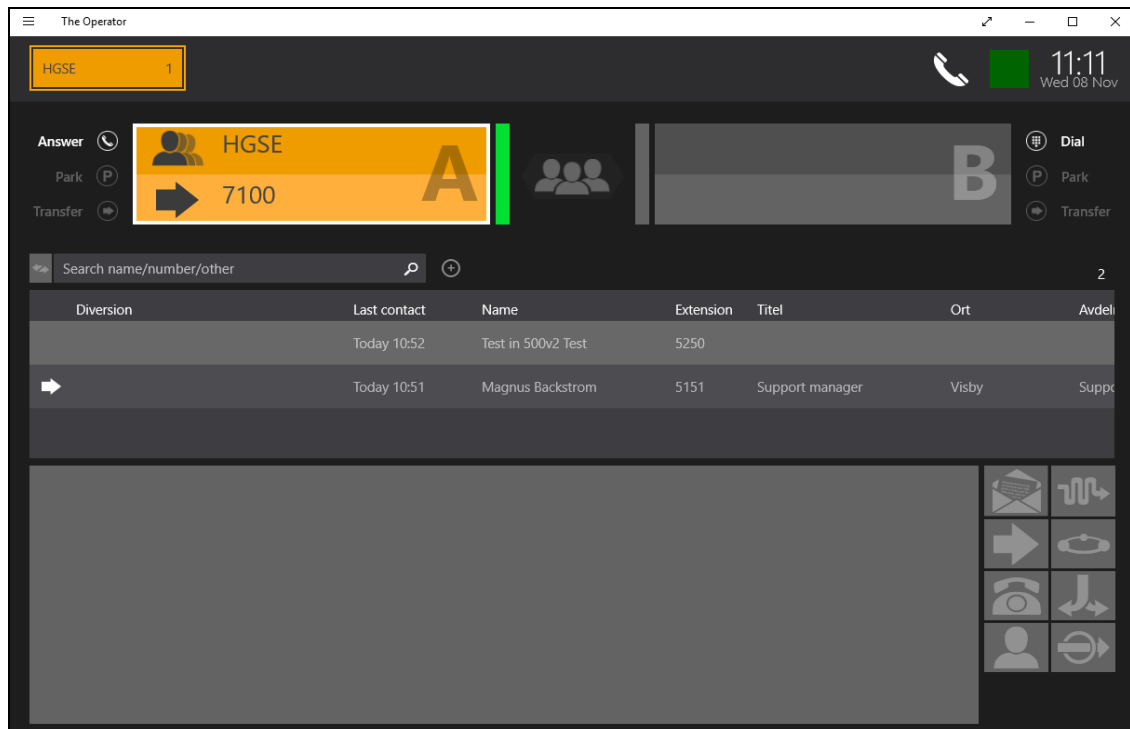 The Operator
HGSE 1
11:11
Wed 08 Nov
Answer
Park P
Transfer
HGSE
7100
A
B
Dial
P Park
Transfer
Search name/number/other
2
Diversion Last contact Name Extension Titel Ort Avdeln
Today 10:52 Test in 500v2 Test 5250
Today 10:51 Magnus Backstrom 5151 Support manager Visby Suppo